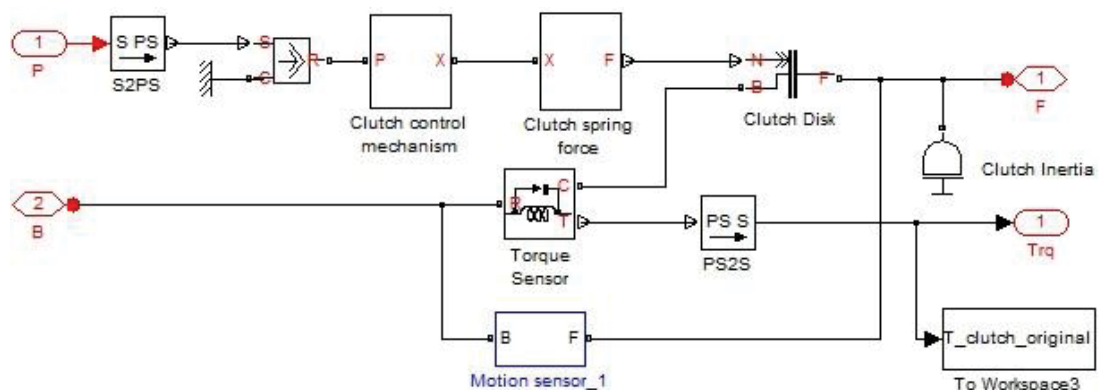 1
P
S PS
S2PS
S
C
R
P
X
Clutch control
mechanism
X
F
Clutch spring
force
N
B
F
Clutch Disk
1
F
Clutch Inertia
2
B
R
C
T
Torque
Sensor
PS S
PS2S
1
Trq
B
F
Motion sensor_1
T_clutch_original
To Workspace3